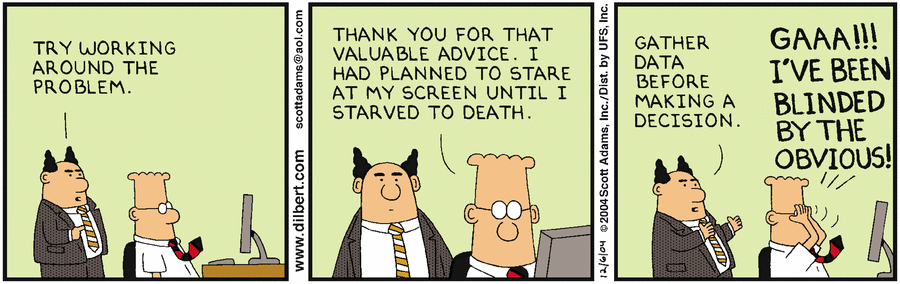 TRY WORKING
AROUND THE
PROBLEM.
www.dilbert.com
scottadams@aol.com
THANK YOU FOR THAT
VALUABLE ADVICE. I
HAD PLANNED TO STARE
AT MY SCREEN UNTIL I
STARVED TO DEATH.
12/6/04 ©2004 Scott Adams, Inc./Dist. by UFS, Inc.
GATHER
DATA
BEFORE
MAKING A
DECISION.
GAAA!!!
I'VE BEEN
BLINDED
BY THE
OBVIOUS!